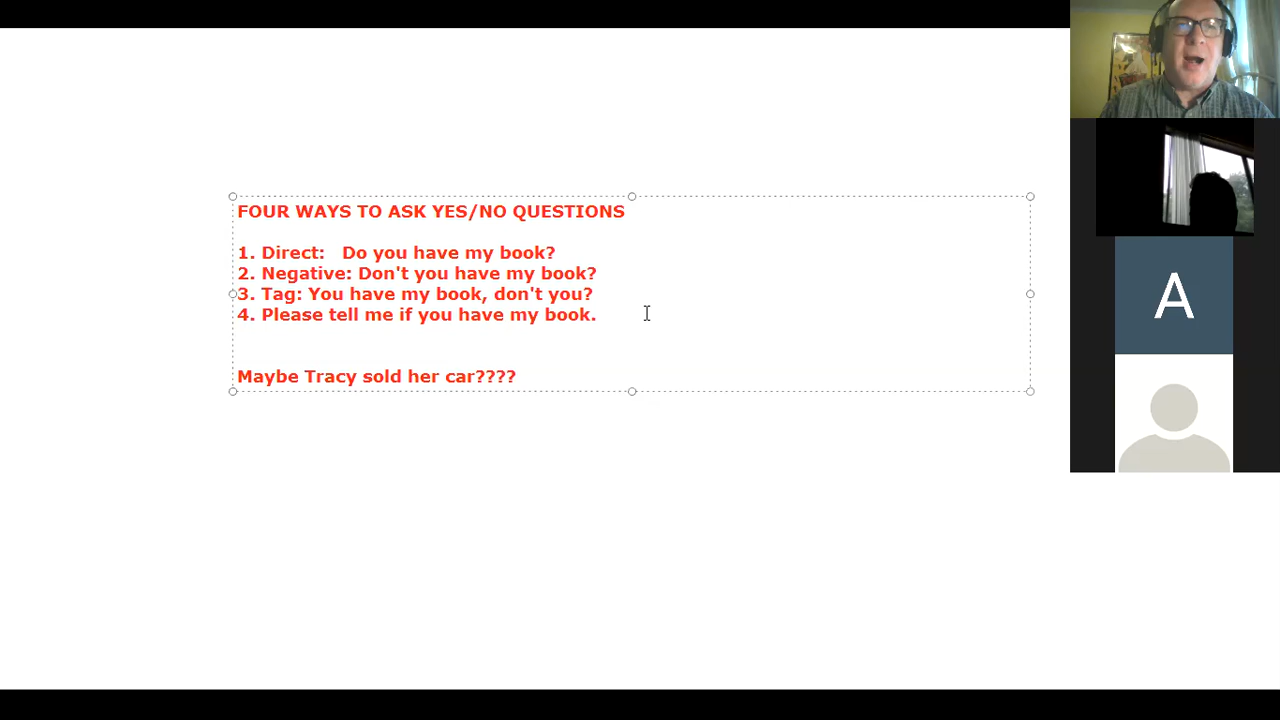 FOUR WAYS TO ASK YES/NO QUESTIONS
1. Direct: Do you have my book?
2. Negative: Don't you have my book?
3. Tag: You have my book, don't you?
4. Please tell me if you have my book.
Maybe Tracy sold her car????
A